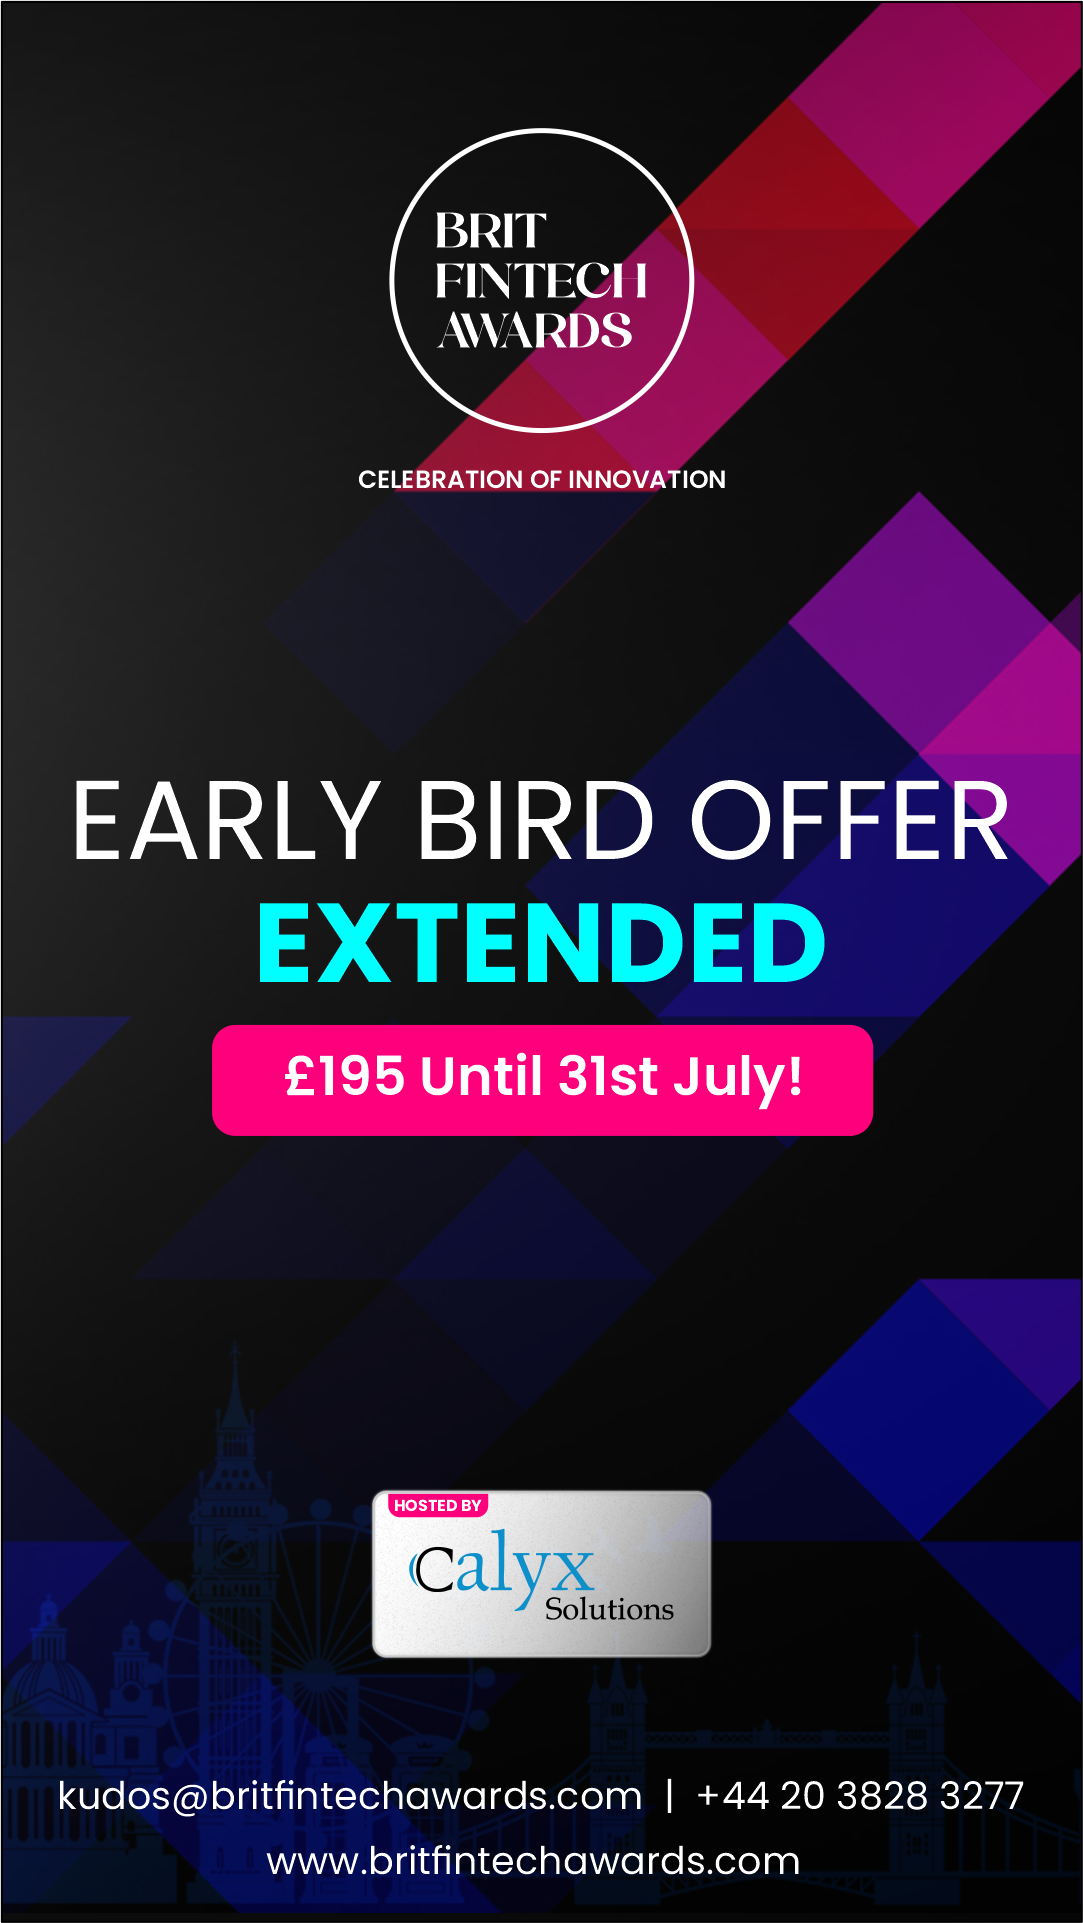 BRIT
FINTECH
AWARDS
CELEBRATION OF INNOVATION
EARLY BIRD OFFER
EXTENDED
£195 Until 31st July!
HOSTED BY
Calyx
Solutions
kudos@britfintechawards.com | +44 20 3828 3277
www.britfintechawards.com